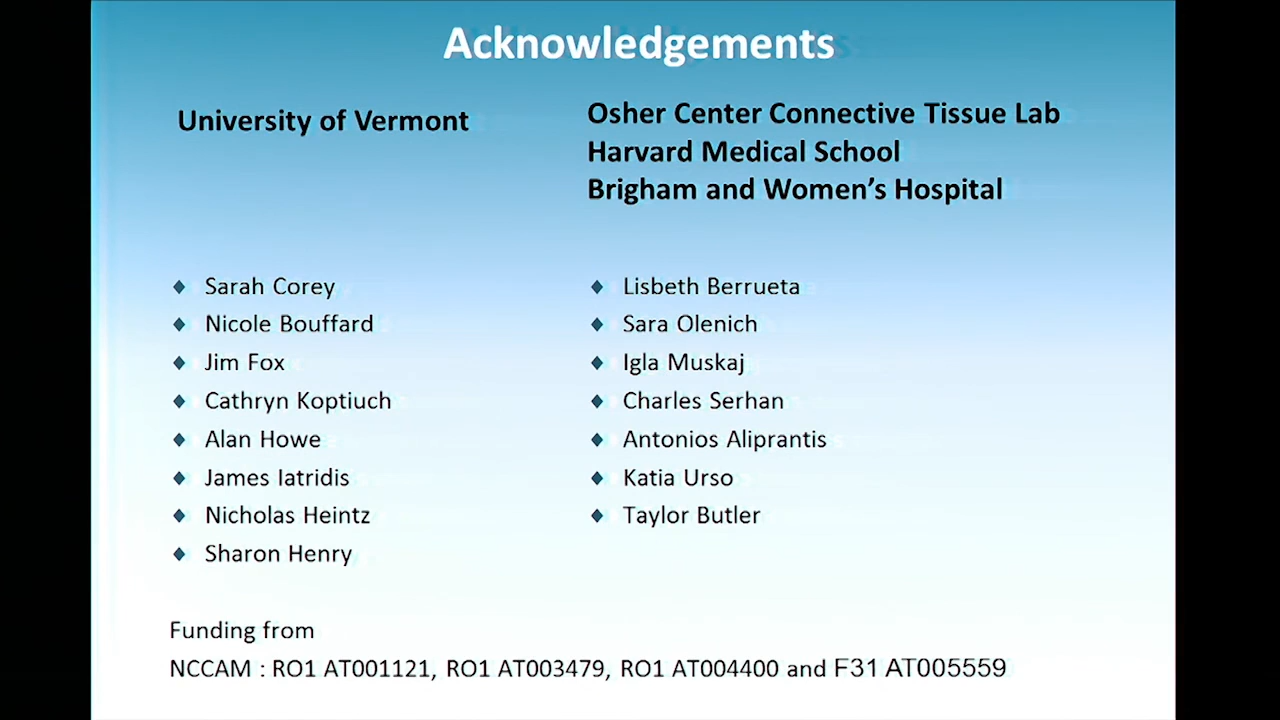 Acknowledgements
University of Vermont
Osher Center Connective Tissue Lab
Harvard Medical School
Brigham and Women’s Hospital
Sarah Corey
Nicole Bouffard
Jim Fox
Cathryn Koptiuch
Alan Howe
James Iatridis
Nicholas Heintz
Sharon Henry
Lisbeth Berrueta
Sara Olenich
Igla Muskaj
Charles Serhan
Antonios Aliprantis
Katia Urso
Taylor Butler
Funding from
NCCAM : RO1 AT001121, RO1 AT003479, RO1 AT004400 and F31 AT005559